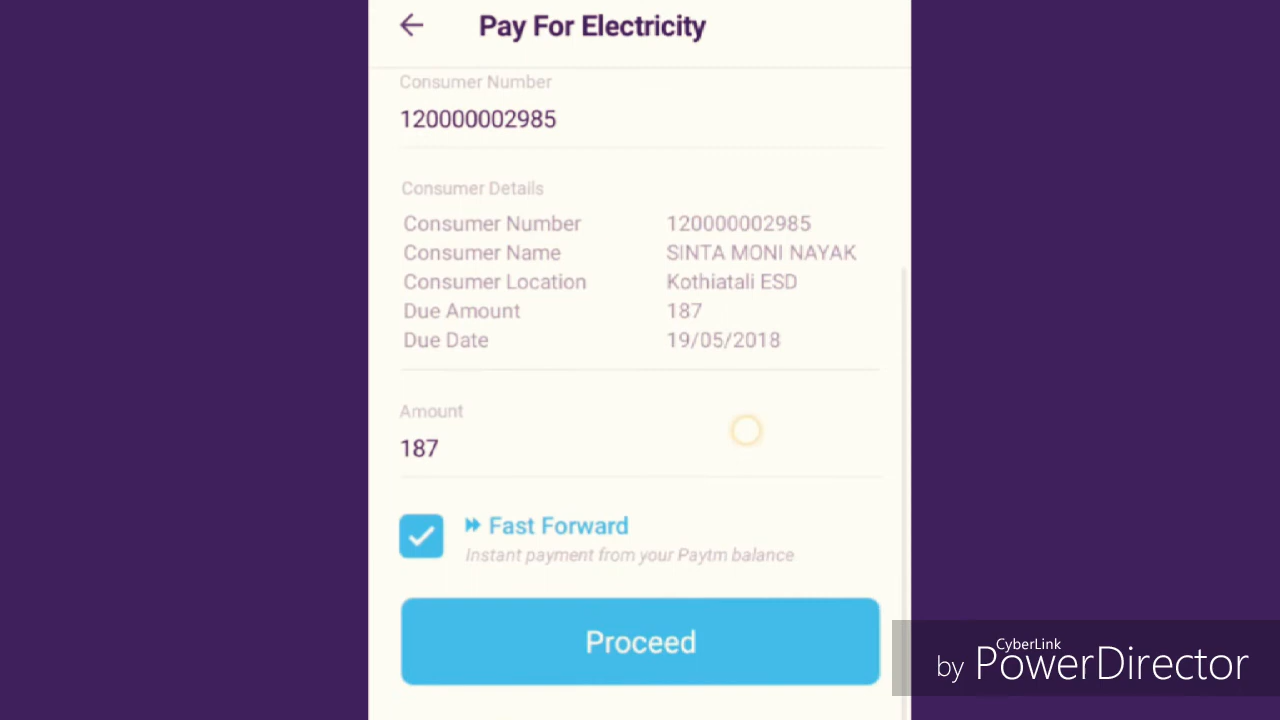 Pay For Electricity
Consumer Number
120000002985
Consumer Details
Consumer Number 120000002985
Consumer Name SINTA MONI NAYAK
Consumer Location Kothiatali ESD
Due Amount 187
Due Date 19/05/2018
Amount
187
Fast Forward
Instant payment from your Paytm balance
Proceed
CyberLink
by PowerDirector